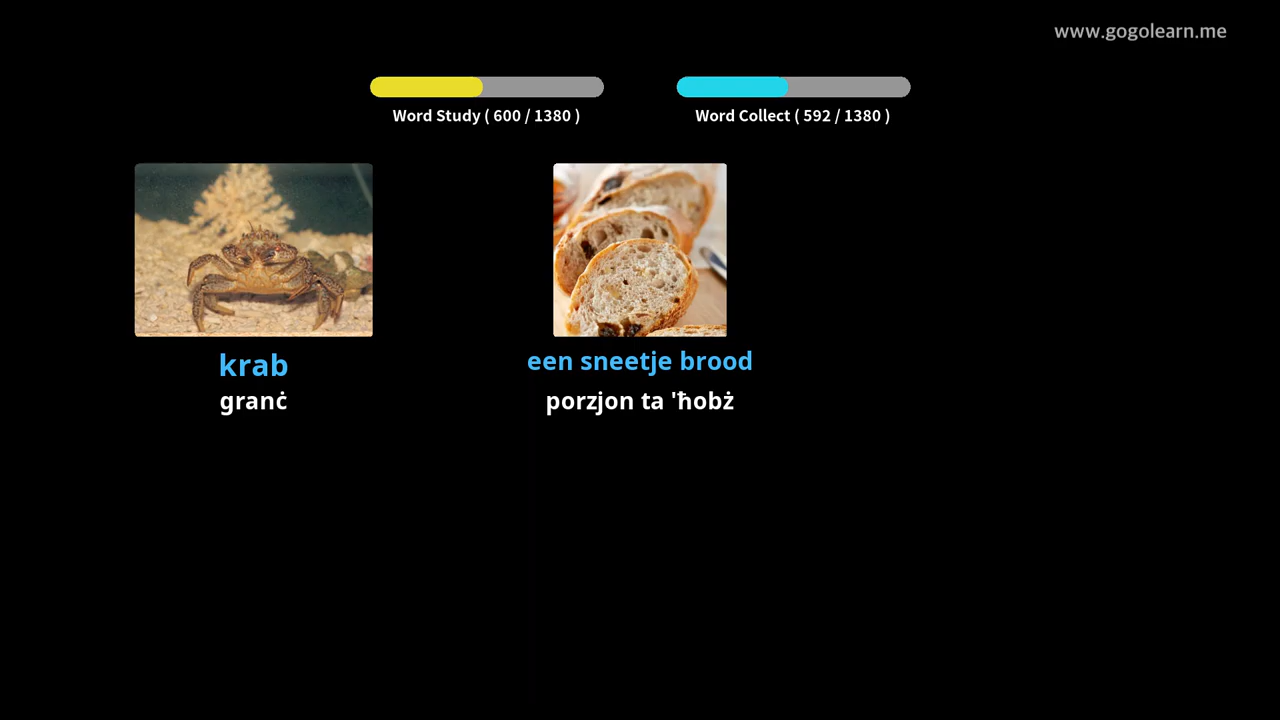 www.gogolearn.me
Word Study ( 600 / 1380 )
Word Collect ( 592 / 1380 )
krab
granċ
een sneetje brood
porzjon ta 'ħobż